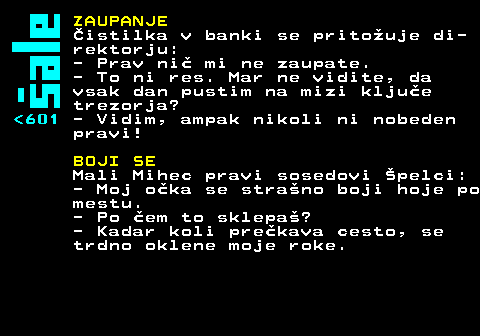 Šale
<601
ZAUPANJE
Čistilka v banki se pritožuje di-
rektorju:
- Prav nič mi ne zaupate.
- To ni res. Mar ne vidite, da
vsak dan pustim na mizi ključe
trezorja?
- Vidim, ampak nikoli ni nobeden
pravi!
BOJI SE
Mali Mihec pravi sosedovi Špelci:
- Moj očka se strašno boji hoje po
mestu.
- Po čem to sklepaš?
- Kadar koli prečkava cesto, se
trdno oklene moje roke.